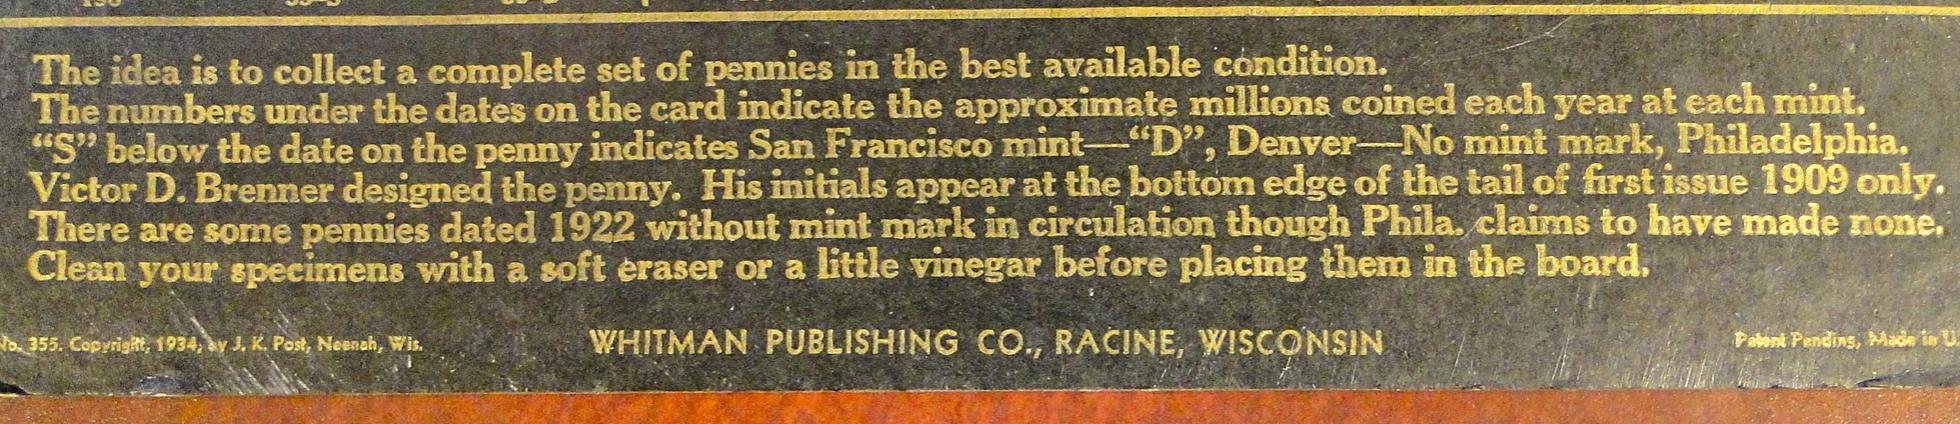 The idea is to collect a complete set of pennies in the best available condition.
The numbers under the dates on the card indicate the approximate millions coined each year at each mint.
“S” below the date on the penny indicates San Francisco mint—“D”, Denver—No mint mark, Philadelphia.
Victor D. Brenner designed the penny. His initials appear at the bottom edge of the tail of first issue 1909 only.
There are some pennies dated 1922 without mint mark in circulation though Phila. claims to have made none.
Clean your specimens with a soft eraser or a little vinegar before placing them in the board.
No. 355. Copyright, 1934, by J. K. Post, Neenah, Wis.
WHITMAN PUBLISHING CO., RACINE, WISCONSIN
Patent Pending, Made in U.